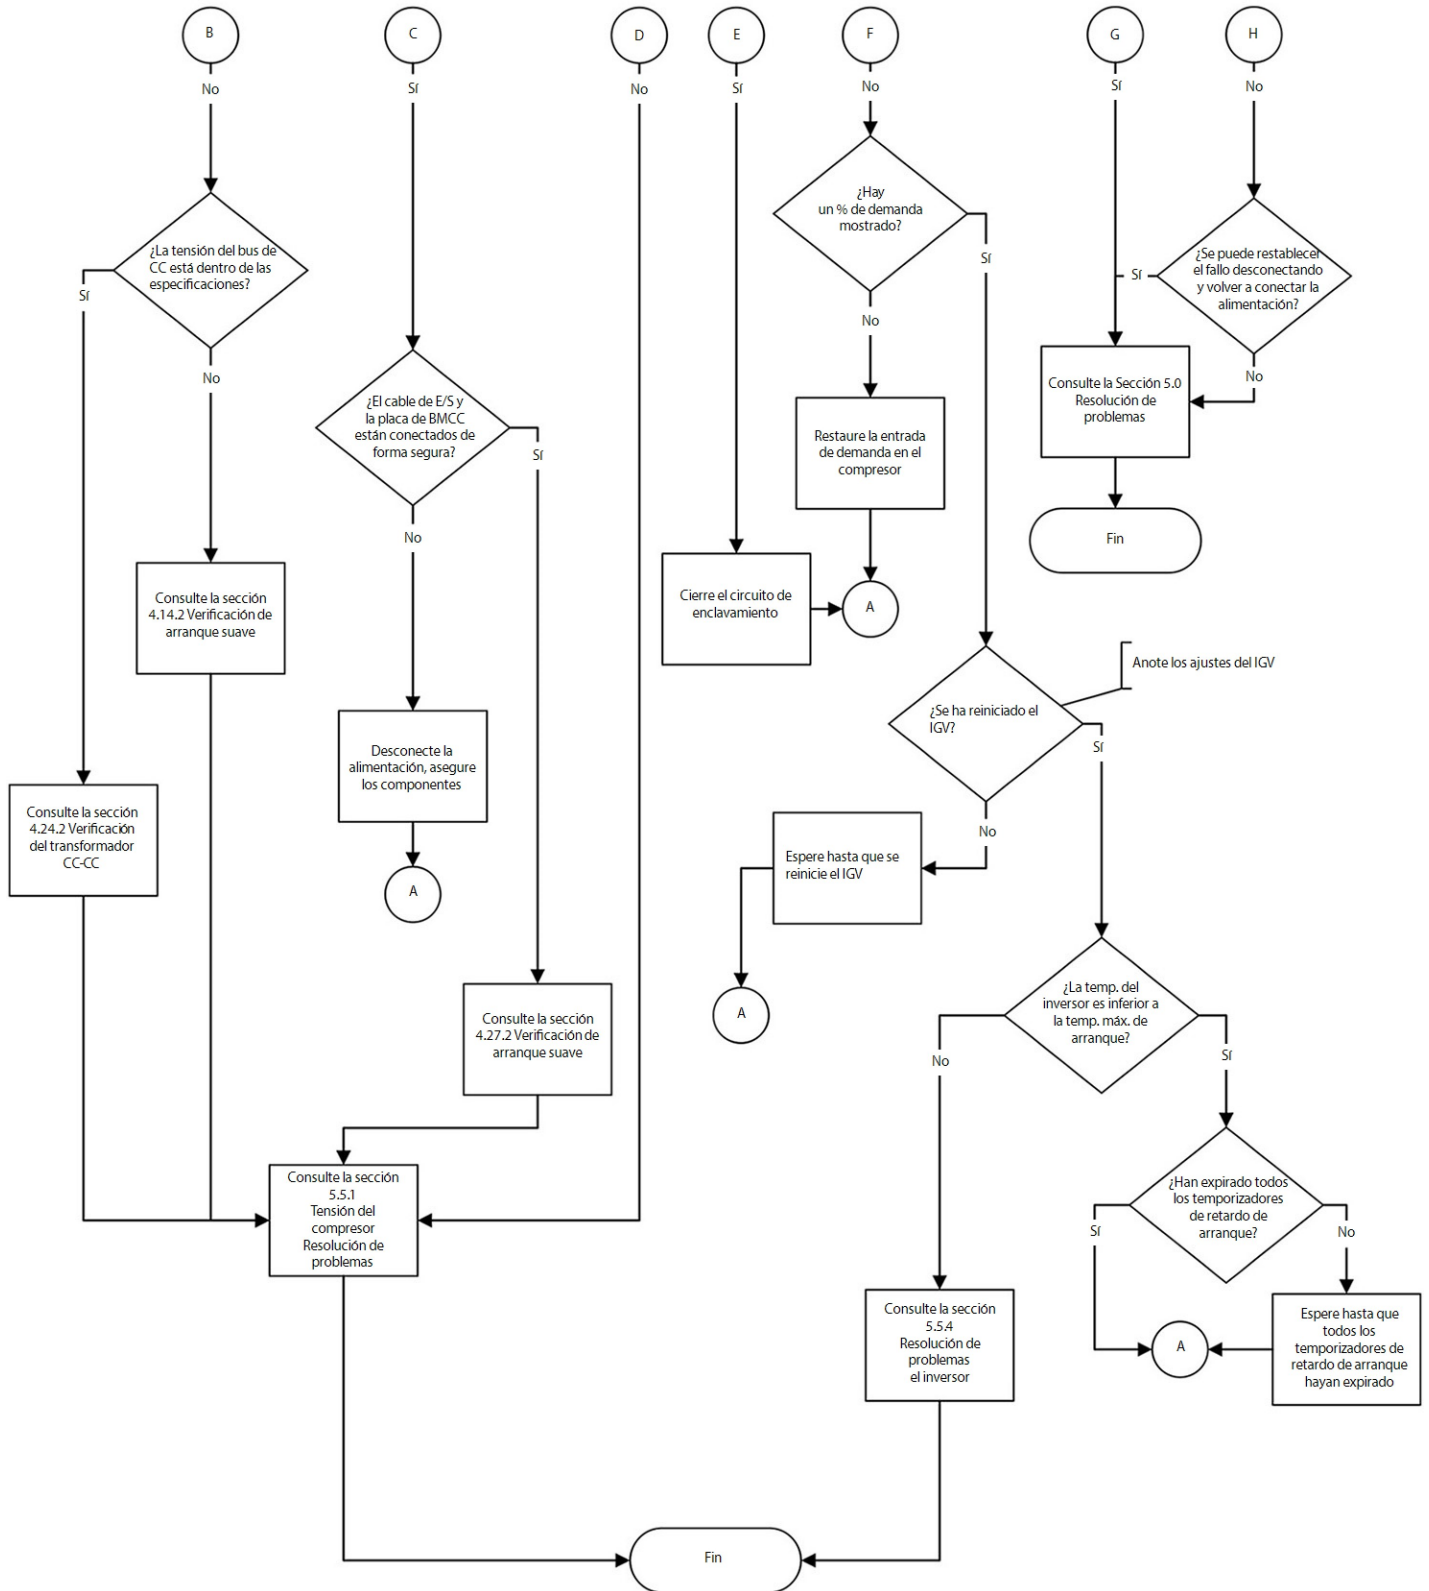 B
C
D
E
F
G
H
No
Sí
No
Sí
No
Sí
No
¿La tensión del bus de
CC está dentro de las
especificaciones?
Sí
No
Consulte la sección
4.14.2 Verificación de
arranque suave
Consulte la sección
4.24.2 Verificación
del transformador
CC-CC
¿El cable de E/S y
la placa de BMCC
están conectados de
forma segura?
Sí
No
Desconecte la
alimentación, asegure
los componentes
A
Consulte la sección
4.27.2 Verificación de
arranque suave
Consulte la sección
5.5.1
Tensión del
compresor
Resolución de
problemas
Cierre el circuito de
enclavamiento
¿Hay
un % de demanda
mostrado?
Sí
No
Restaure la entrada
de demanda en el
compresor
A
¿Se puede restablecer
el fallo desconectando
y volver a conectar la
alimentación?
Sí
No
Consulte la Sección 5.0
Resolución de
problemas
Fin
Anote los ajustes del IGV
¿Se ha reiniciado el
IGV?
Sí
No
Espere hasta que se
reinicie el IGV
A
¿La temp. del
inversor es inferior a
la temp. máx. de
arranque?
No
Sí
¿Han expirado todos
los temporizadores
de retardo de
arranque?
Sí
No
Espere hasta que
todos los
temporizadores de
retardo de arranque
hayan expirado
A
Consulte la sección
5.5.4
Resolución de
problemas
el inversor
Fin